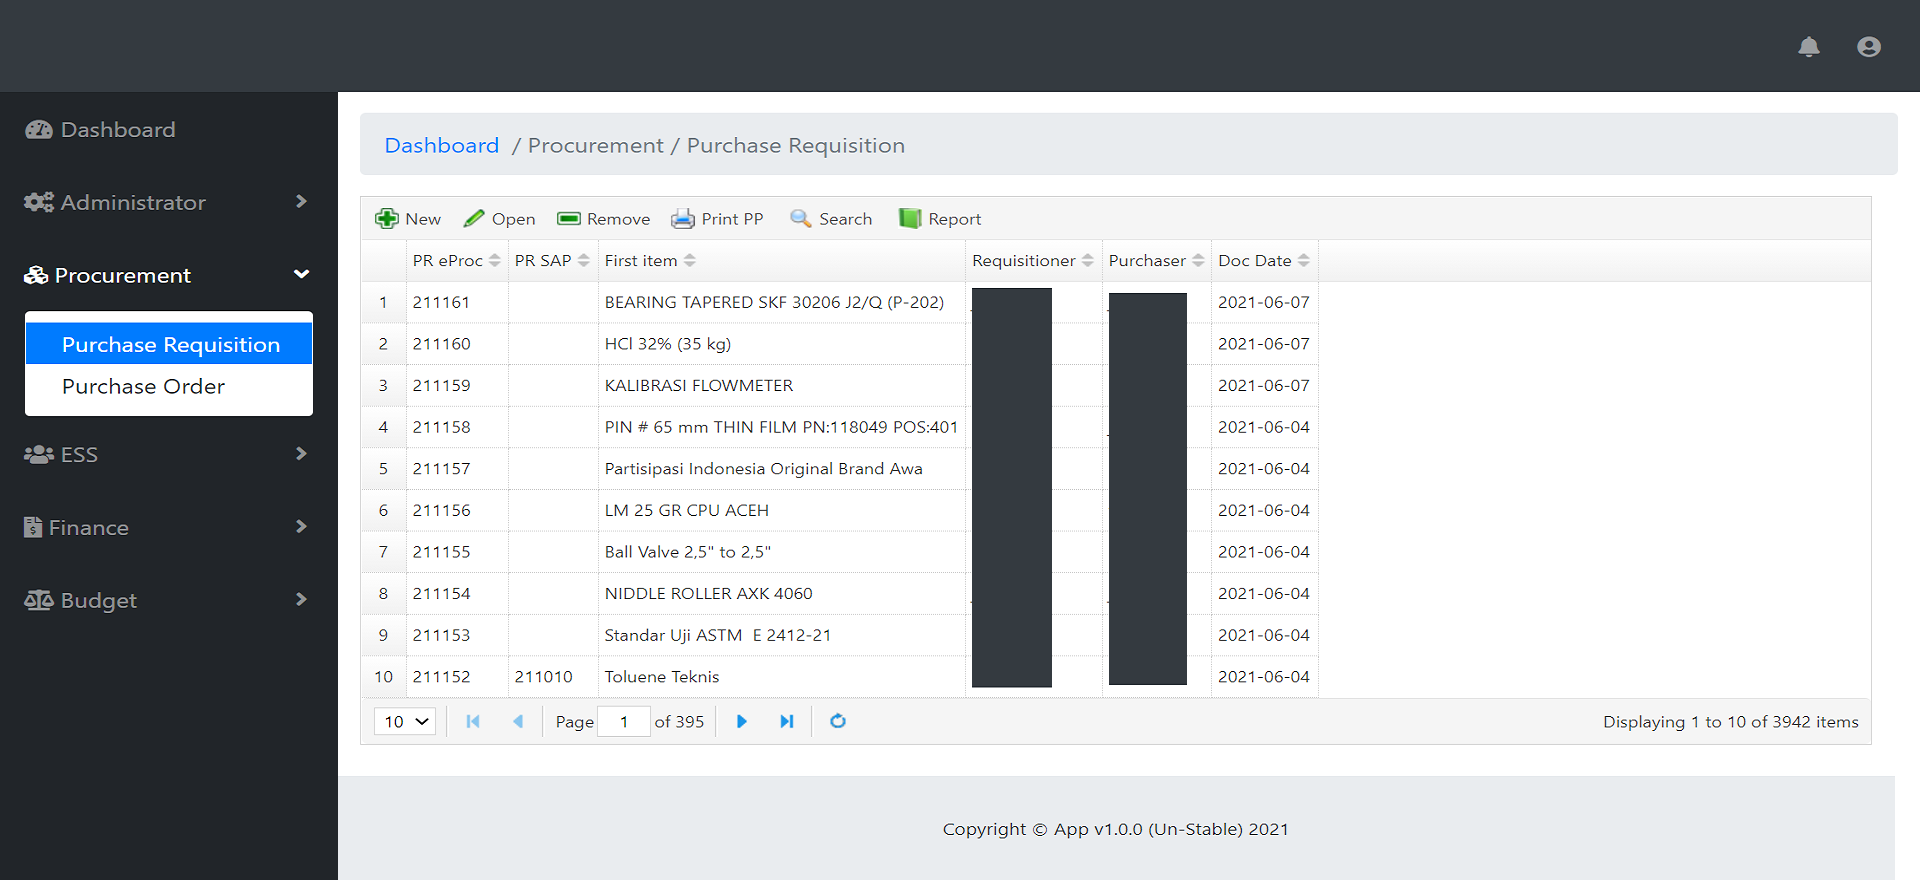 Dashboard
Administrator
Procurement
Purchase Requisition
Purchase Order
ESS
Finance
Budget
Dashboard / Procurement / Purchase Requisition
New Open Remove Print PP Search Report
PR eProc PR SAP First item Requisitioner Purchaser Doc Date
1 211161 BEARING TAPERED SKF 30206 J2/Q (P-202) 2021-06-07
2 211160 HCl 32% (35 kg) 2021-06-07
3 211159 KALIBRASI FLOWMETER 2021-06-07
4 211158 PIN # 65 mm THIN FILM PN:118049 POS:401 2021-06-04
5 211157 Partisipasi Indonesia Original Brand Awa 2021-06-04
6 211156 LM 25 GR CPU ACEH 2021-06-04
7 211155 Ball Valve 2,5" to 2,5" 2021-06-04
8 211154 NIDDLE ROLLER AXK 4060 2021-06-04
9 211153 Standar Uji ASTM  E 2412-21 2021-06-04
10 211152 211010 Toluene Teknis 2021-06-04
10 Page 1 of 395 Displaying 1 to 10 of 3942 items
Copyright © App v1.0.0 (Un-Stable) 2021